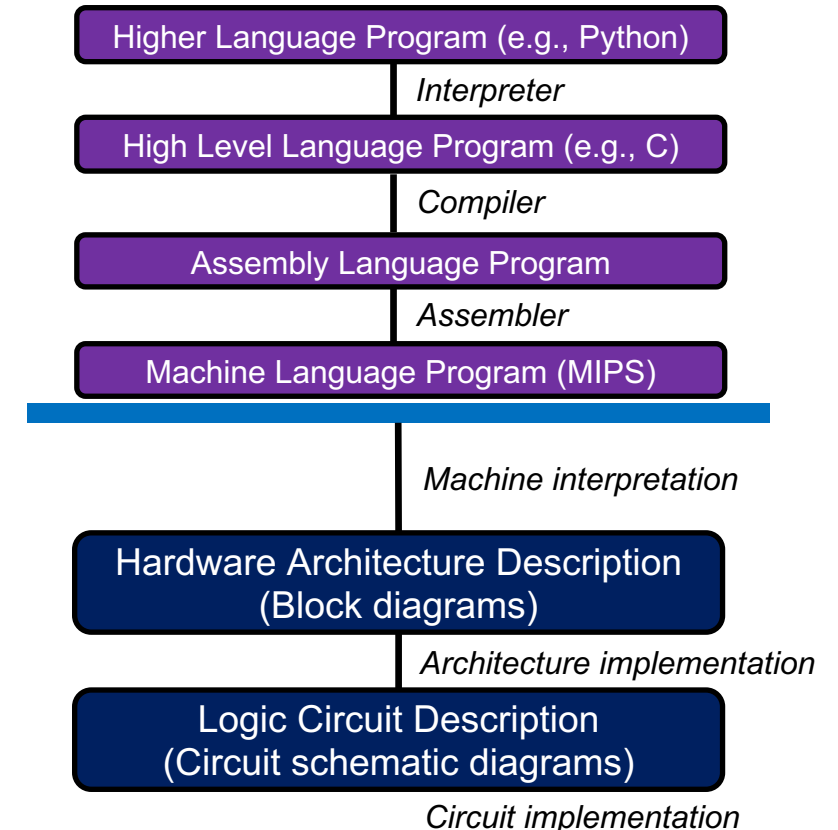 Higher Language Program (e.g., Python)
Interpreter
High Level Language Program (e.g., C)
Compiler
Assembly Language Program
Assembler
Machine Language Program (MIPS)
Machine interpretation
Hardware Architecture Description
(Block diagrams)
Architecture implementation
Logic Circuit Description
(Circuit schematic diagrams)
Circuit implementation